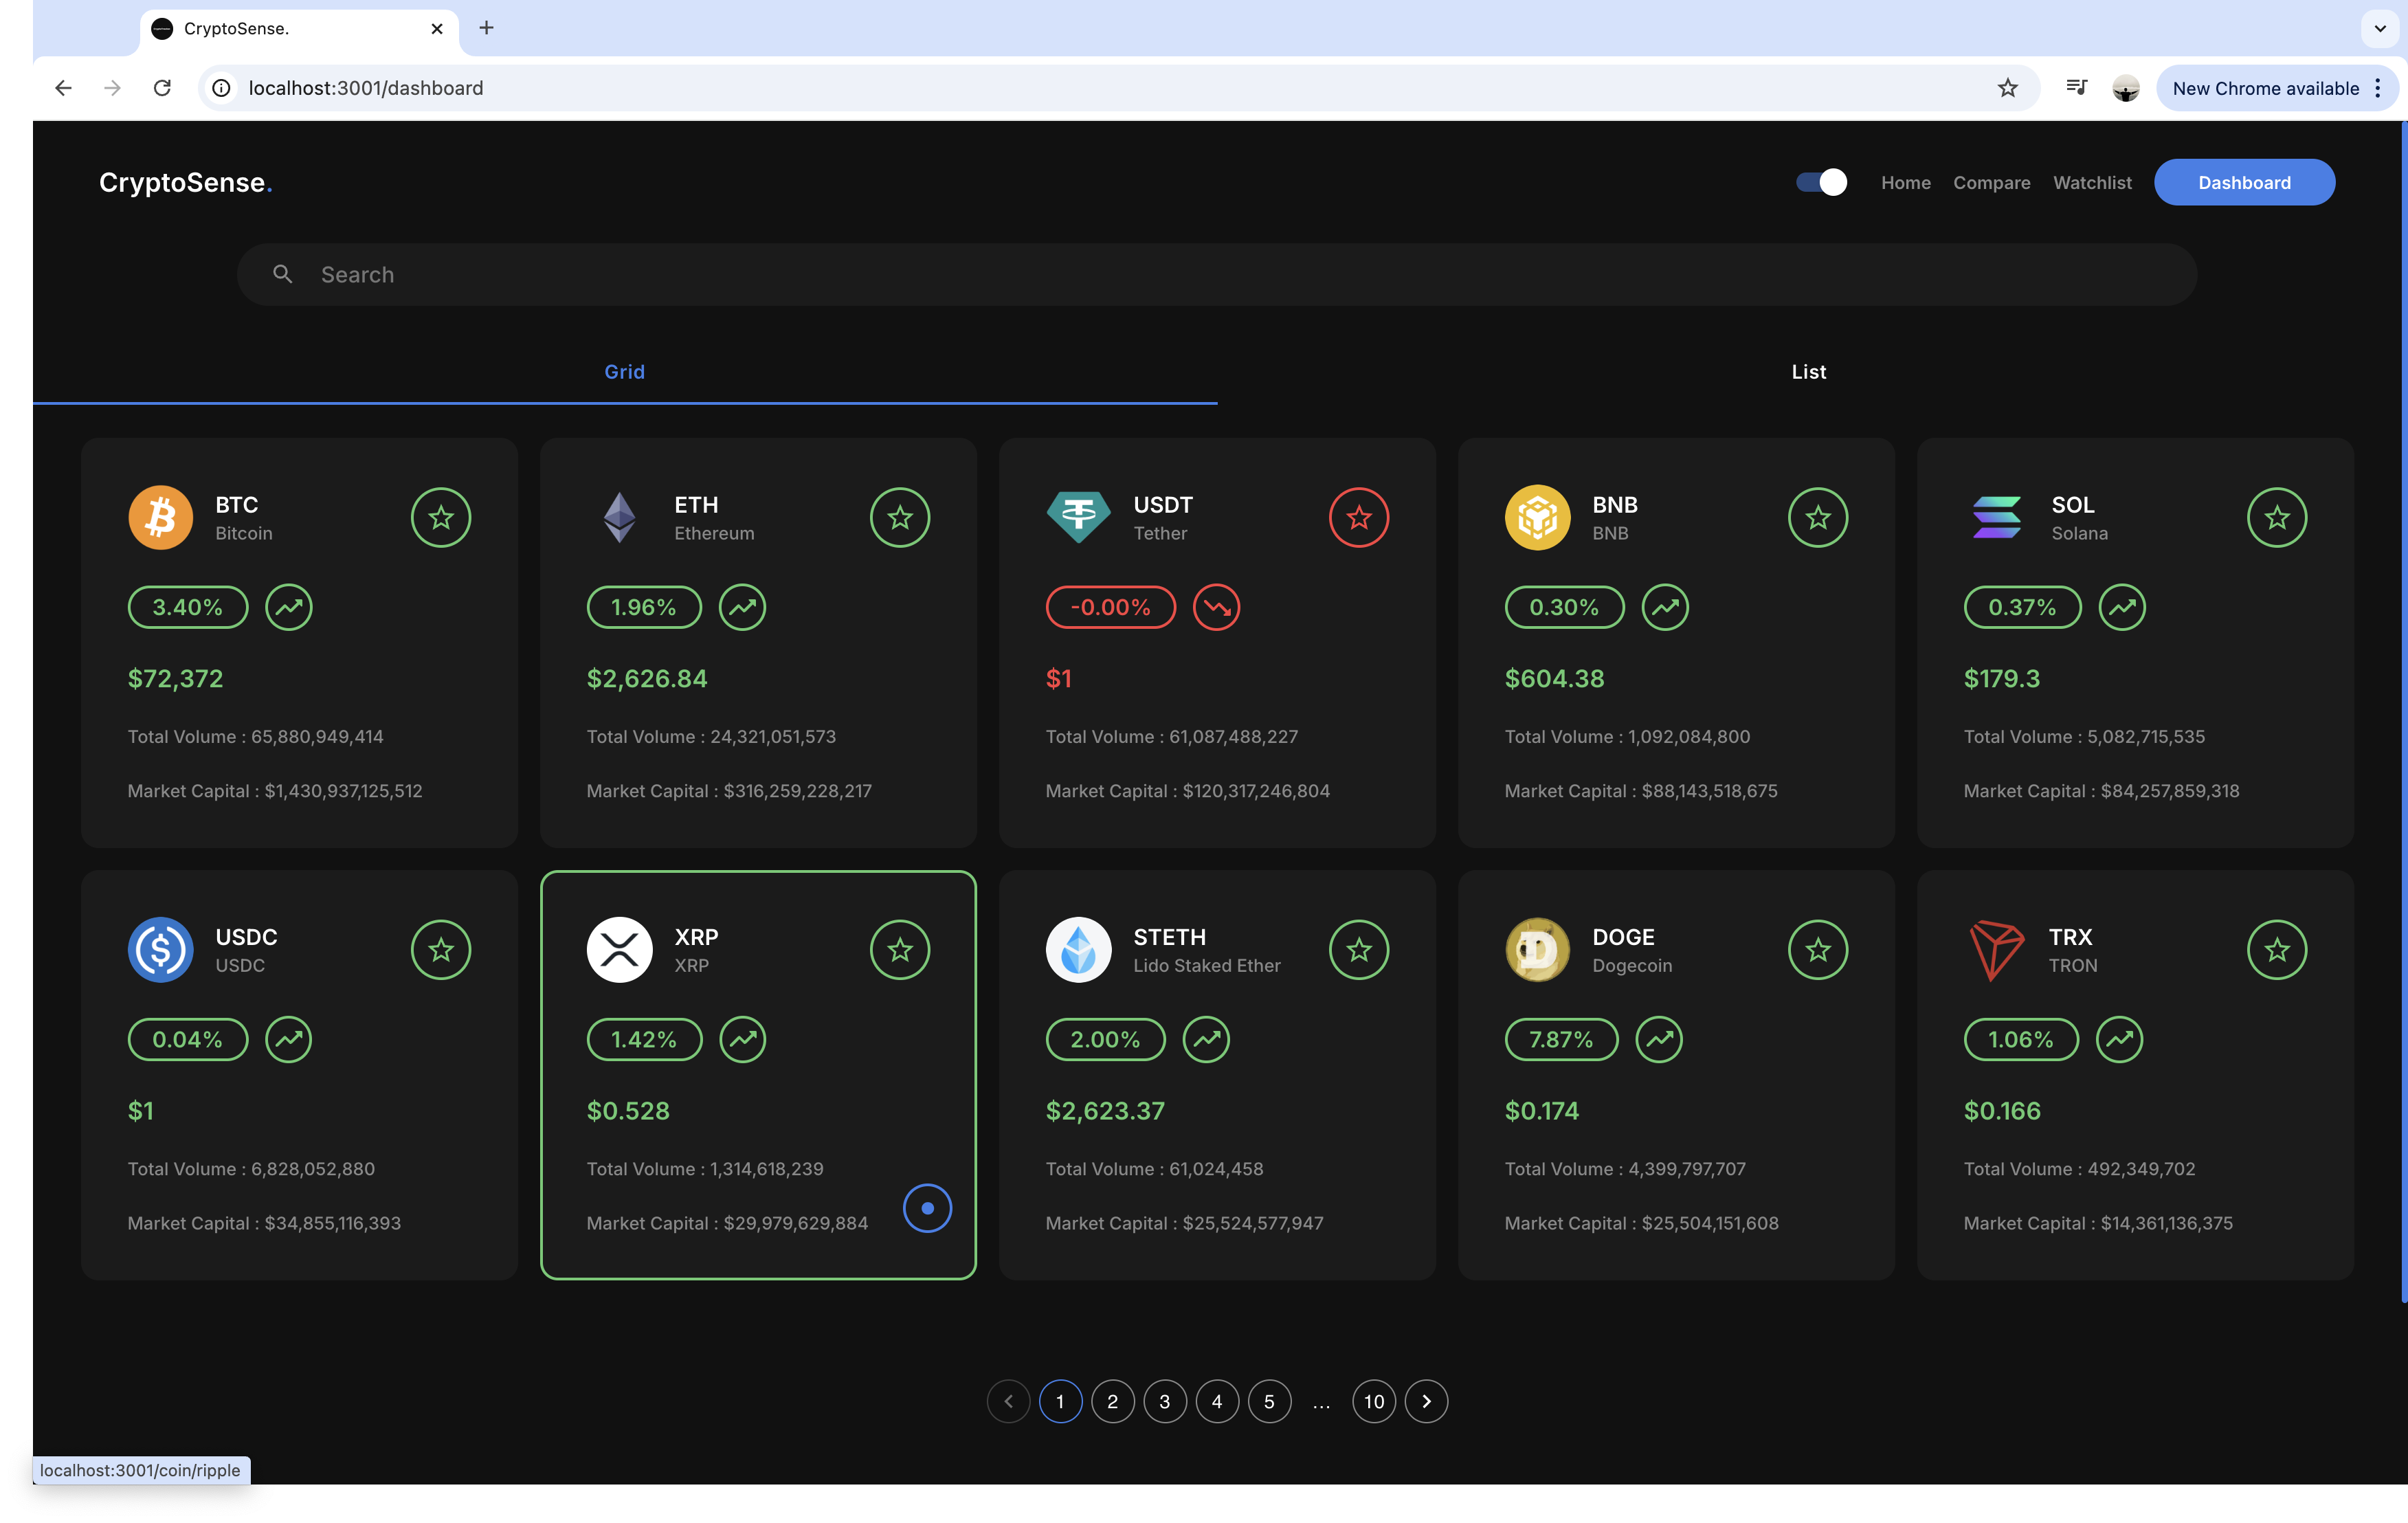 CryptoSense.
localhost:3001/dashboard
New Chrome available
CryptoSense.
Home Compare Watchlist Dashboard
Search
Grid List
BTC
Bitcoin
3.40%
$72,372
Total Volume : 65,880,949,414
Market Capital : $1,430,937,125,512
ETH
Ethereum
1.96%
$2,626.84
Total Volume : 24,321,051,573
Market Capital : $316,259,228,217
USDT
Tether
-0.00%
$1
Total Volume : 61,087,488,227
Market Capital : $120,317,246,804
BNB
BNB
0.30%
$604.38
Total Volume : 1,092,084,800
Market Capital : $88,143,518,675
SOL
Solana
0.37%
$179.3
Total Volume : 5,082,715,535
Market Capital : $84,257,859,318
USDC
USDC
0.04%
$1
Total Volume : 6,828,052,880
Market Capital : $34,855,116,393
XRP
XRP
1.42%
$0.528
Total Volume : 1,314,618,239
Market Capital : $29,979,629,884
STETH
Lido Staked Ether
2.00%
$2,623.37
Total Volume : 61,024,458
Market Capital : $25,524,577,947
DOGE
Dogecoin
7.87%
$0.174
Total Volume : 4,399,797,707
Market Capital : $25,504,151,608
TRX
TRON
1.06%
$0.166
Total Volume : 492,349,702
Market Capital : $14,361,136,375
1 2 3 4 5 ... 10
localhost:3001/coin/ripple